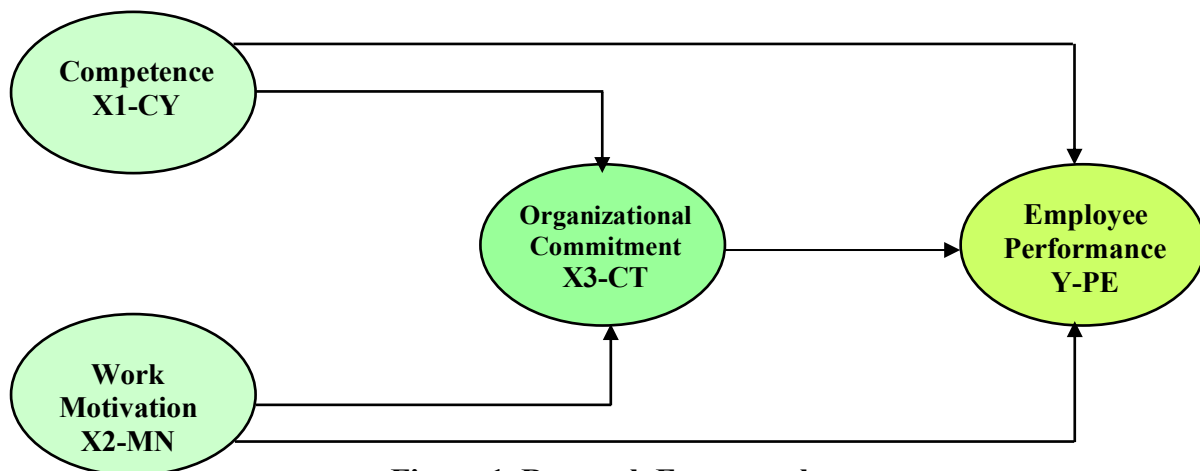 Competence
X1-CY
Organizational
Commitment
X3-CT
Employee
Performance
Y-PE
Work
Motivation
X2-MN